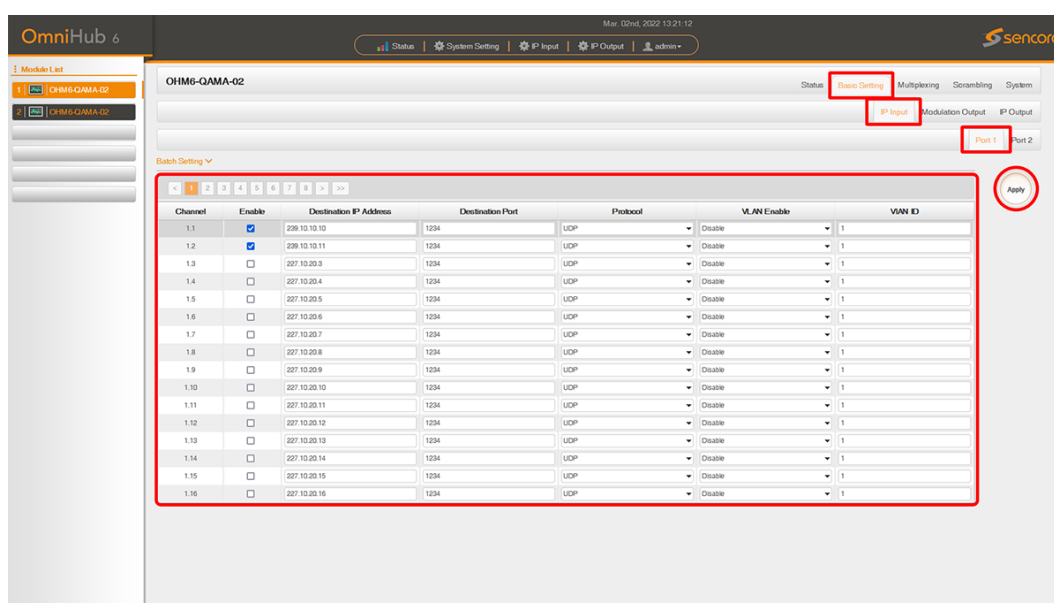 Mar. 02nd, 2022 13:21:12
OmniHub 6
Status | System Setting | IP Input | IP Output | admin
sencore
Module List
1 OHM6-QAMA-02
2 OHM6-QAMA-02
OHM6-QAMA-02
Status Basic Setting Multiplexing Scrambling System
IP Input Modulation Output IP Output
Port 1 Port 2
Batch Setting
< 1 2 3 4 5 6 7 8 > >>
Apply
Channel Enable Destination IP Address Destination Port Protocol VLAN Enable VIAN ID
1.1 239.10.10.10 1234 UDP Disable 1
1.2 239.10.10.11 1234 UDP Disable 1
1.3 227.10.20.3 1234 UDP Disable 1
1.4 227.10.20.4 1234 UDP Disable 1
1.5 227.10.20.5 1234 UDP Disable 1
1.6 227.10.20.6 1234 UDP Disable 1
1.7 227.10.20.7 1234 UDP Disable 1
1.8 227.10.20.8 1234 UDP Disable 1
1.9 227.10.20.9 1234 UDP Disable 1
1.10 227.10.20.10 1234 UDP Disable 1
1.11 227.10.20.11 1234 UDP Disable 1
1.12 227.10.20.12 1234 UDP Disable 1
1.13 227.10.20.13 1234 UDP Disable 1
1.14 227.10.20.14 1234 UDP Disable 1
1.15 227.10.20.15 1234 UDP Disable 1
1.16 227.10.20.16 1234 UDP Disable 1